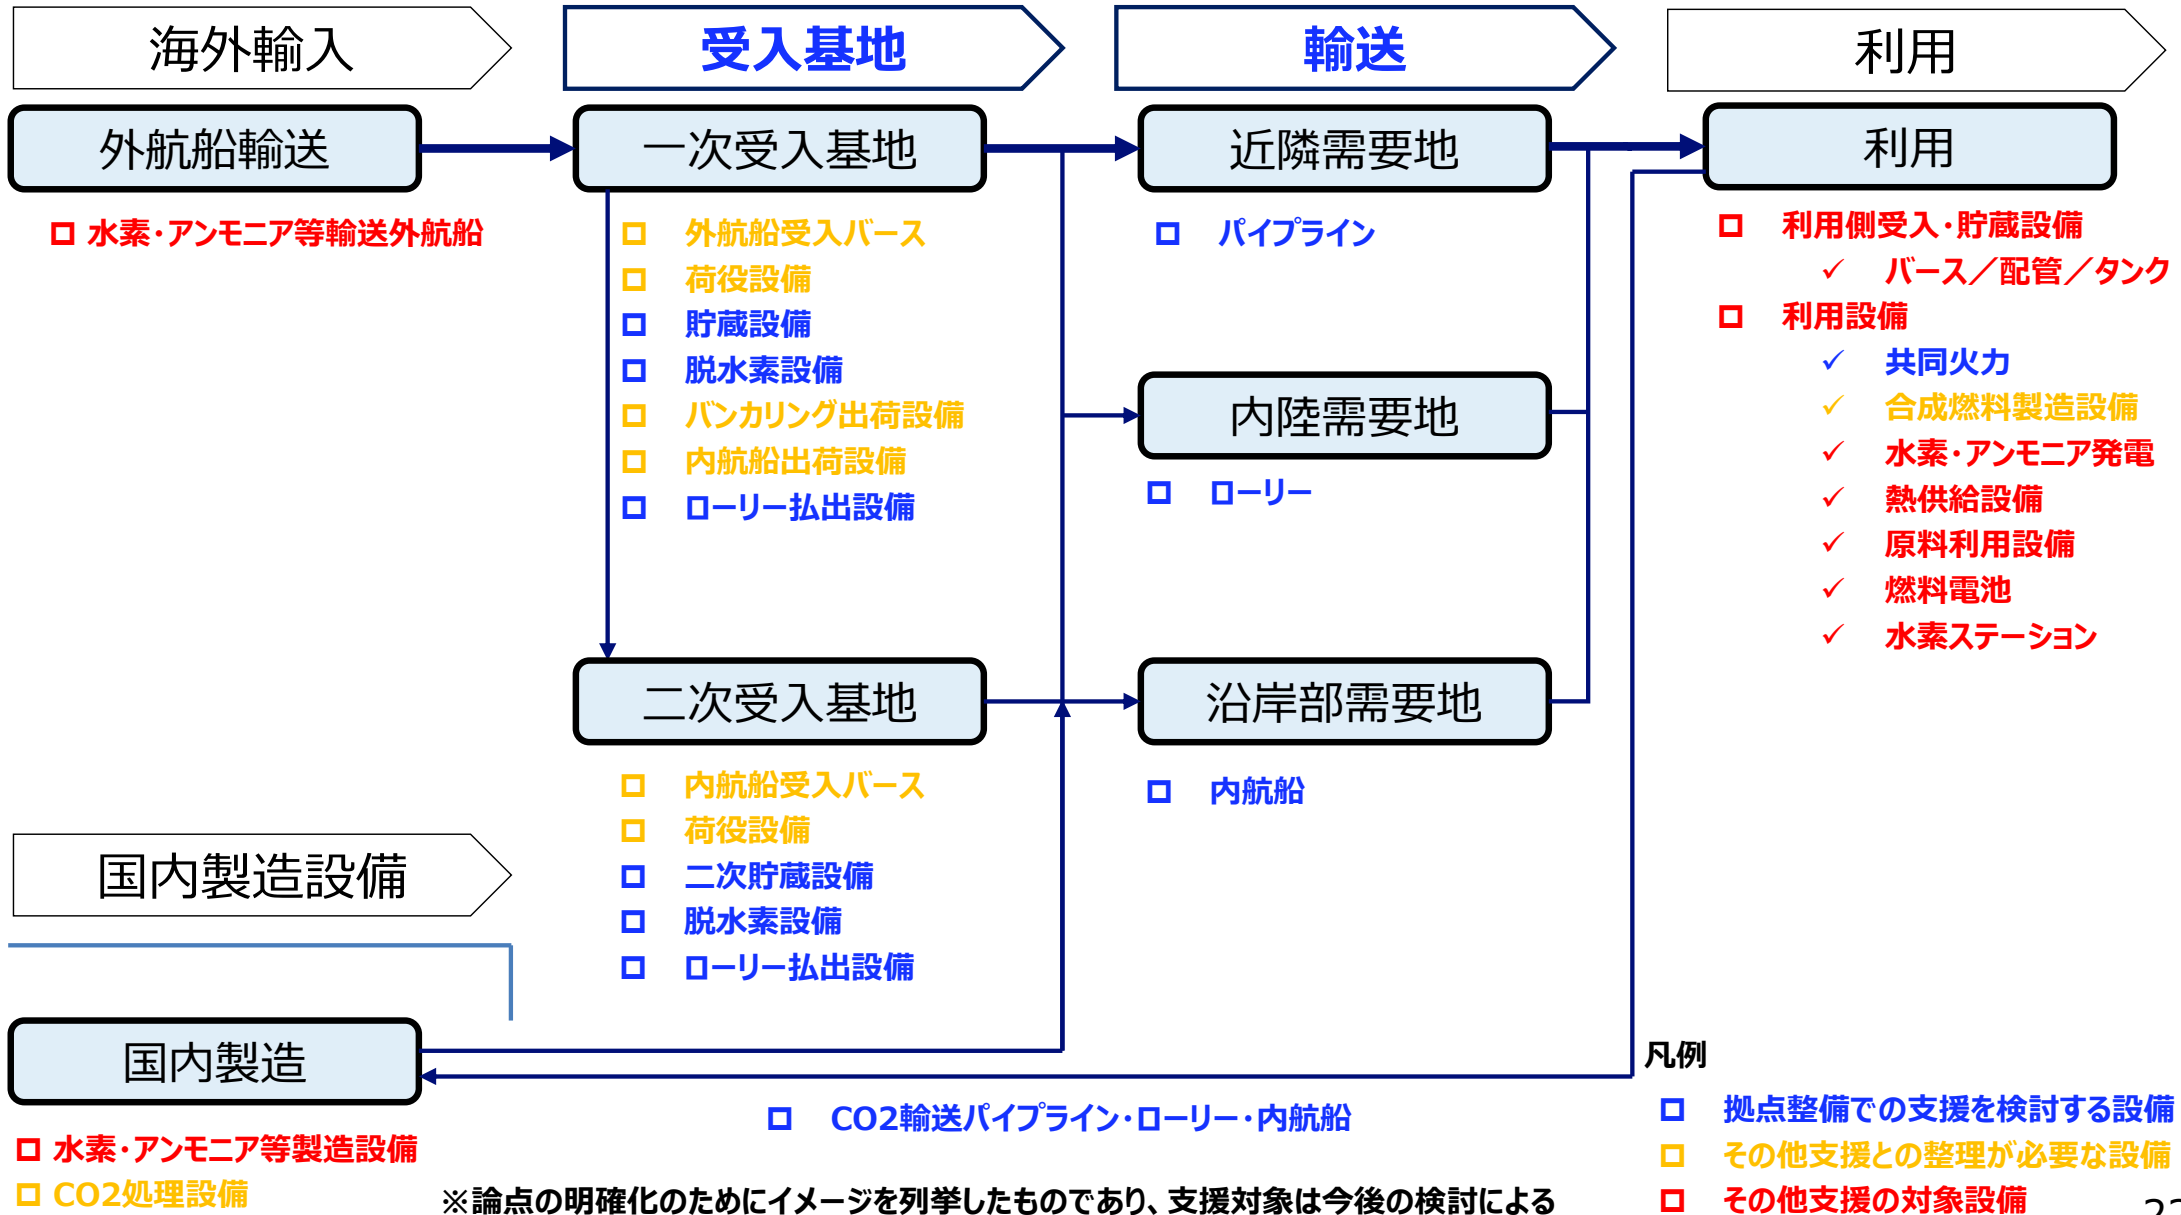 海外輸入
受入基地
輸送
利用
外航船輸送
一次受入基地
近隣需要地
利用
水素・アンモニア等輸送外航船
外航船受入バース
荷役設備
貯蔵設備
脱水素設備
バンカリング出荷設備
内航船出荷設備
ローリー払出設備
パイプライン
利用側受入・貯蔵設備
バース／配管／タンク
利用設備
共同火力
合成燃料製造設備
水素・アンモニア発電
熱供給設備
原料利用設備
燃料電池
水素ステーション
内陸需要地
ローリー
二次受入基地
沿岸部需要地
内航船受入バース
荷役設備
二次貯蔵設備
脱水素設備
ローリー払出設備
内航船
国内製造設備
国内製造
水素・アンモニア等製造設備
CO2処理設備
CO2輸送パイプライン・ローリー・内航船
凡例
拠点整備での支援を検討する設備
その他支援との整理が必要な設備
その他支援の対象設備
※論点の明確化のためにイメージを列挙したものであり、支援対象は今後の検討による